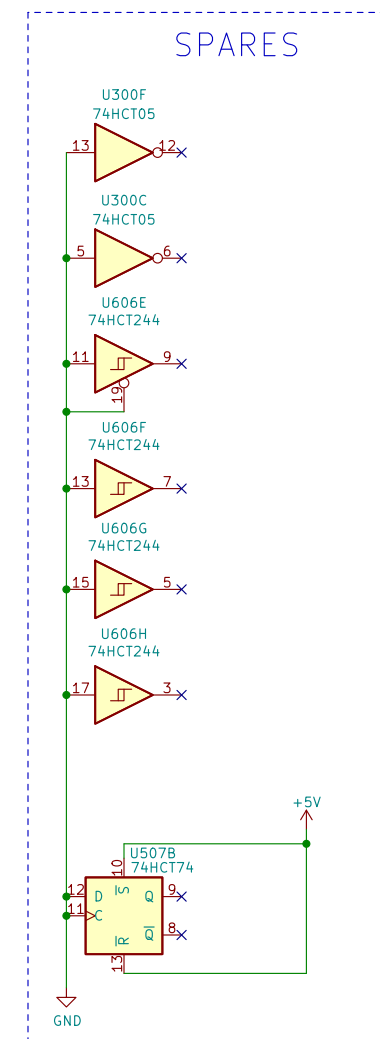 SPARES
U300F
74HCT05
13
12
U300C
74HCT05
5
6
U606E
74HCT244
11
9
19
U606F
74HCT244
13
7
U606G
74HCT244
15
5
U606H
74HCT244
17
3
+5V
U507B
74HCT74
10
12
D
S
Q
9
11
C
R
Q
8
13
GND